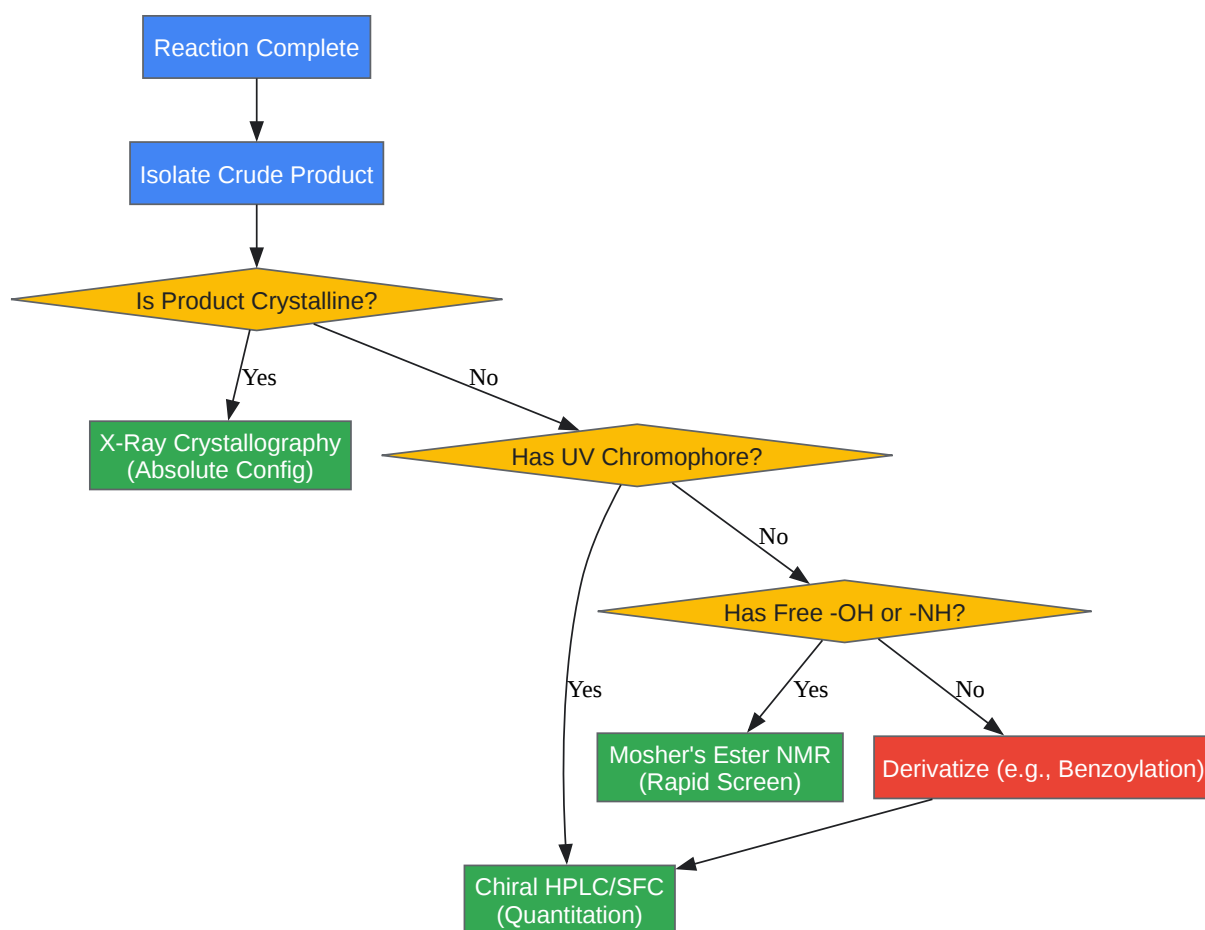 Reaction Complete
Isolate Crude Product
Is Product Crystalline?
Yes
No
X-Ray Crystallography
(Absolute Config)
Has UV Chromophore?
No
Has Free -OH or -NH?
Yes
Yes
No
Mosher's Ester NMR
(Rapid Screen)
Derivatize (e.g., Benzoylation)
Chiral HPLC/SFC
(Quantitation)